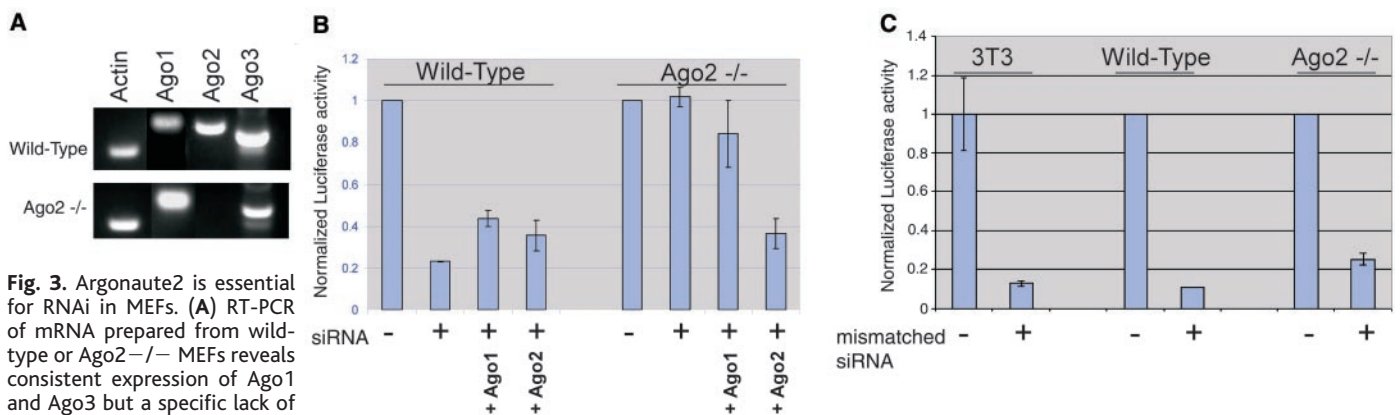 A
Actin
Ago1
Ago2
Ago3
Wild-Type
Ago2 -/-
Fig. 3. Argonaute2 is essential
for RNAi in MEFs. (A) RT-PCR
of mRNA prepared from wild-
type or Ago2−/− MEFs reveals
consistent expression of Ago1
and Ago3 but a specific lack of
B
Normalized Luciferase activity
1.2
1
0.8
0.6
0.4
0.2
0
Wild-Type
Ago2 -/-
siRNA - + + + - + + +
+ Ago1
+ Ago2
+ Ago1
+ Ago2
C
Normalized Luciferase activity
1.4
1.2
1
0.8
0.6
0.4
0.2
0
3T3
Wild-Type
Ago2 -/-
mismatched - + - + - +
siRNA